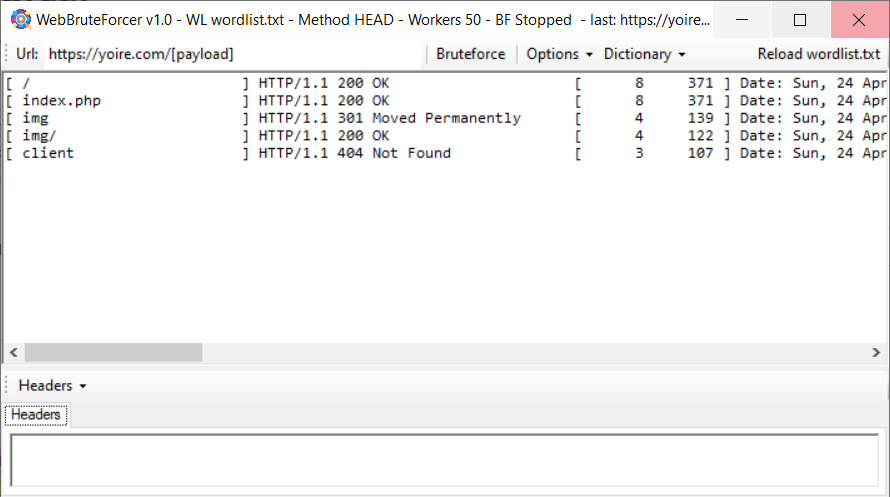 WebBruteForcer v1.0 - WL wordlist.txt - Method HEAD - Workers 50 - BF Stopped - last: https://yoire...
Url: https://yoire.com/[payload] Bruteforce Options Dictionary Reload wordlist.txt
[ / ] HTTP/1.1 200 OK [ 8 371 ] Date: Sun, 24 Apr
[ index.php ] HTTP/1.1 200 OK [ 8 371 ] Date: Sun, 24 Apr
[ img ] HTTP/1.1 301 Moved Permanently [ 4 139 ] Date: Sun, 24 Apr
[ img/ ] HTTP/1.1 200 OK [ 4 122 ] Date: Sun, 24 Apr
[ client ] HTTP/1.1 404 Not Found [ 3 107 ] Date: Sun, 24 Apr
Headers
Headers